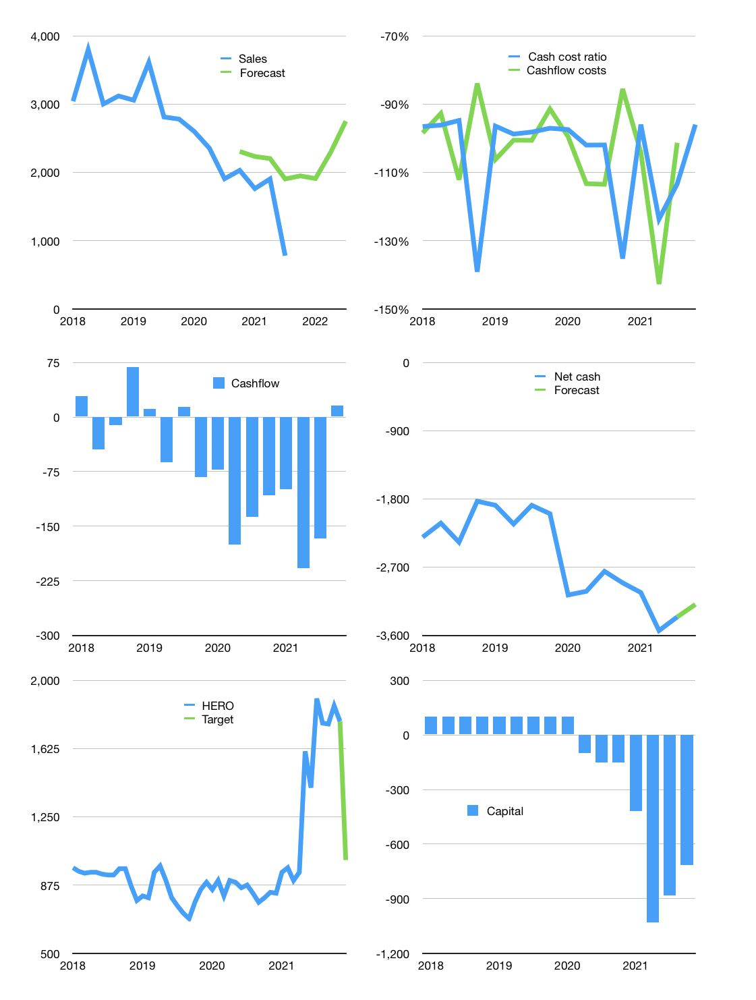 4,000
Sales
Forecast
3,000
2,000
1,000
0
2018 2019 2020 2021 2022
-70%
Cash cost ratio
Cashflow costs
-90%
-110%
-130%
-150%
2018 2019 2020 2021
75
Cashflow
0
-75
-150
-225
-300
2018 2019 2020 2021
0
Net cash
Forecast
-900
-1,800
-2,700
-3,600
2018 2019 2020 2021
2,000
HERO
Target
1,625
1,250
875
500
2018 2019 2020 2021
300
0
-300
Capital
-600
-900
-1,200
2018 2019 2020 2021